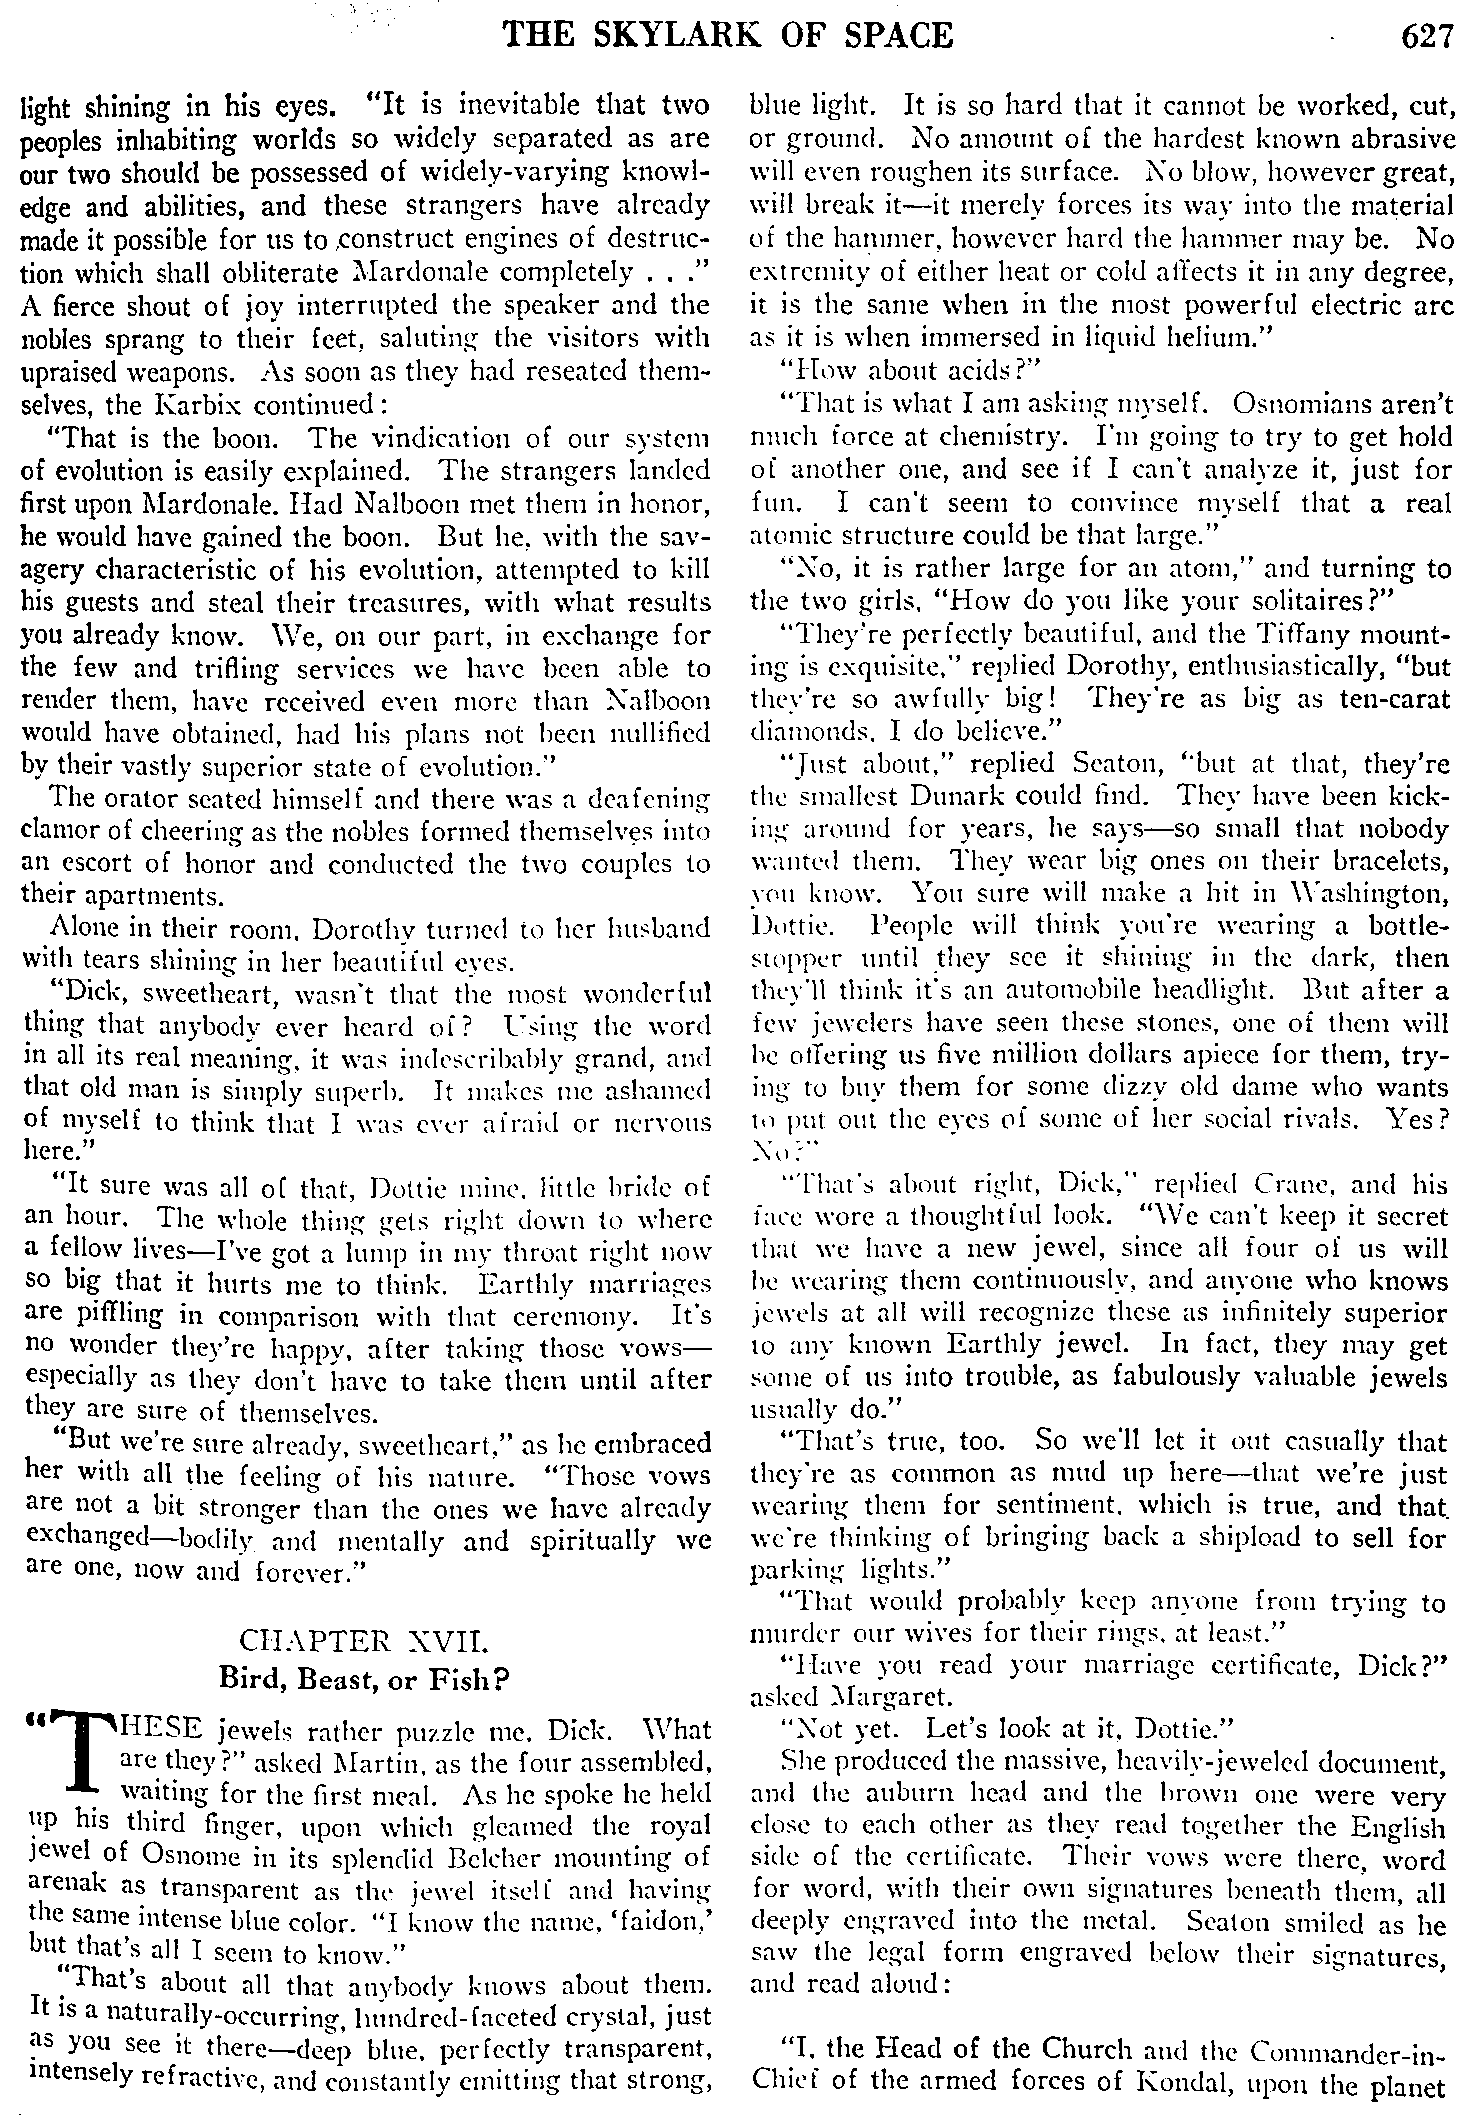 THE SKYLARK OF SPACE 627
light shining in his eyes. "It is inevitable that two
peoples inhabiting worlds so widely separated as are
our two should be possessed of widely-varying knowl-
edge and abilities, and these strangers have already
made it possible for us to construct engines of destruc-
tion which shall obliterate Mardonale completely . . ."
A fierce shout of joy interrupted the speaker and the
nobles sprang to their feet, saluting the visitors with
upraised weapons. As soon as they had reseated them-
selves, the Karbix continued:
"That is the boon. The vindication of our system
of evolution is easily explained. The strangers landed
first upon Mardonale. Had Nalboon met them in honor,
he would have gained the boon. But he, with the sav-
agery characteristic of his evolution, attempted to kill
his guests and steal their treasures, with what results
you already know. We, on our part, in exchange for
the few and trifling services we have been able to
render them, have received even more than Nalboon
would have obtained, had his plans not been nullified
by their vastly superior state of evolution."
The orator seated himself and there was a deafening
clamor of cheering as the nobles formed themselves into
an escort of honor and conducted the two couples to
their apartments.
Alone in their room, Dorothy turned to her husband
with tears shining in her beautiful eyes.
"Dick, sweetheart, wasn't that the most wonderful
thing that anybody ever heard of? Using the word
in all its real meaning, it was indescribably grand, and
that old man is simply superb. It makes me ashamed
of myself to think that I was ever afraid or nervous
here."
"It sure was all of that, Dottie mine, little bride of
an hour. The whole thing gets right down to where
a fellow lives—I've got a lump in my throat right now
so big that it hurts me to think. Earthly marriages
are piffling in comparison with that ceremony. It's
no wonder they're happy, after taking those vows—
especially as they don't have to take them until after
they are sure of themselves.
"But we're sure already, sweetheart," as he embraced
her with all the feeling of his nature. "Those vows
are not a bit stronger than the ones we have already
exchanged—bodily and mentally and spiritually we
are one, now and forever."
CHAPTER XVII.
Bird, Beast, or Fish?
"THESE jewels rather puzzle me, Dick. What
are they?" asked Martin, as the four assembled,
waiting for the first meal. As he spoke he held
up his third finger, upon which gleamed the royal
jewel of Osnome in its splendid Belcher mounting of
arenak as transparent as the jewel itself and having
the same intense blue color. "I know the name, 'faidon,'
but that's all I seem to know."
"That's about all that anybody knows about them.
It is a naturally-occurring, hundred-faceted crystal, just
as you see it there—deep blue, perfectly transparent,
intensely refractive, and constantly emitting that strong,
blue light. It is so hard that it cannot be worked, cut,
or ground. No amount of the hardest known abrasive
will even roughen its surface. No blow, however great,
will break it—it merely forces its way into the material
of the hammer, however hard the hammer may be. No
extremity of either heat or cold affects it in any degree,
it is the same when in the most powerful electric arc
as it is when immersed in liquid helium."
"How about acids?"
"That is what I am asking myself. Osnomians aren't
much force at chemistry. I'm going to try to get hold
of another one, and see if I can't analyze it, just for
fun. I can't seem to convince myself that a real
atomic structure could be that large."
"No, it is rather large for an atom," and turning to
the two girls, "How do you like your solitaires?"
"They're perfectly beautiful, and the Tiffany mount-
ing is exquisite," replied Dorothy, enthusiastically, "but
they're so awfully big! They're as big as ten-carat
diamonds, I do believe."
"Just about," replied Seaton, "but at that, they're
the smallest Dunark could find. They have been kick-
ing around for years, he says—so small that nobody
wanted them. They wear big ones on their bracelets,
you know. You sure will make a hit in Washington,
Dottie. People will think you're wearing a bottle-
stopper until they see it shining in the dark, then
they'll think it's an automobile headlight. But after a
few jewelers have seen these stones, one of them will
be offering us five million dollars apiece for them, try-
ing to buy them for some dizzy old dame who wants
to put out the eyes of some of her social rivals. Yes?
No?"
"That's about right, Dick," replied Crane, and his
face wore a thoughtful look. "We can't keep it secret
that we have a new jewel, since all four of us will
be wearing them continuously, and anyone who knows
jewels at all will recognize these as infinitely superior
to any known Earthly jewel. In fact, they may get
some of us into trouble, as fabulously valuable jewels
usually do."
"That's true, too. So we'll let it out casually that
they're as common as mud up here—that we're just
wearing them for sentiment, which is true, and that
we're thinking of bringing back a shipload to sell for
parking lights."
"That would probably keep anyone from trying to
murder our wives for their rings, at least."
"Have you read your marriage certificate, Dick?"
asked Margaret.
"Not yet. Let's look at it, Dottie."
She produced the massive, heavily-jeweled document,
and the auburn head and the brown one were very
close to each other as they read together the English
side of the certificate. Their vows were there, word
for word, with their own signatures beneath them, all
deeply engraved into the metal. Seaton smiled as he
saw the legal form engraved below their signatures,
and read aloud:
"I, the Head of the Church and the Commander-in-
Chief of the armed forces of Kondal, upon the planet